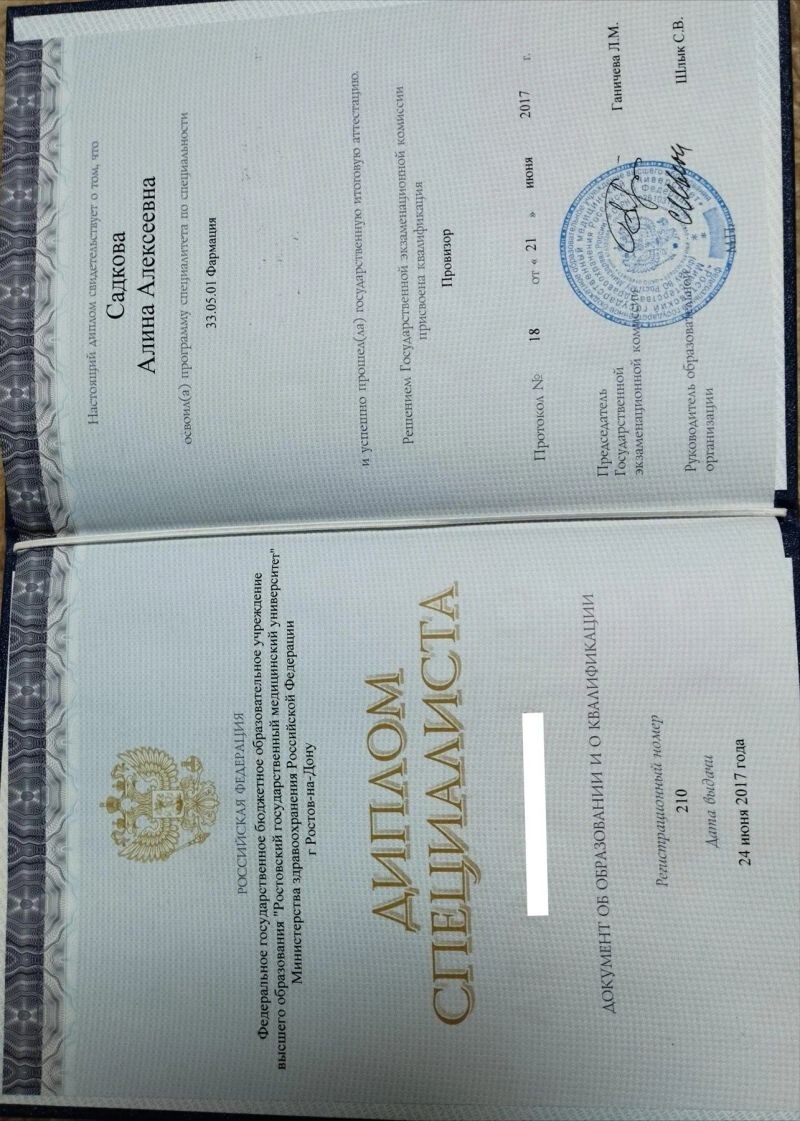 РОССИЙСКАЯ ФЕДЕРАЦИЯ
Федеральное государственное бюджетное образовательное учреждение
высшего образования "Ростовский государственный медицинский университет"
Министерства здравоохранения Российской Федерации
г Ростов-на-Дону
ДИПЛОМ
СПЕЦИАЛИСТА
ДОКУМЕНТ ОБ ОБРАЗОВАНИИ И О КВАЛИФИКАЦИИ
Регистрационный номер
210
Дата выдачи
24 июня 2017 года
Настоящий диплом свидетельствует о том, что
Садкова
Алина Алексеевна
освоил(а) программу специалитета по специальности
33.05.01 Фармация
и успешно прошел(ла) государственную итоговую аттестацию.
Решением Государственной экзаменационной комиссии
присвоена квалификация
Провизор
Протокол № 18 от « 21 » июня 2017 г.
Председатель
Государственной
экзаменационной комиссии
Ганичева Л.М.
Руководитель образовательной
организации
Шлык С.В.
М.П.